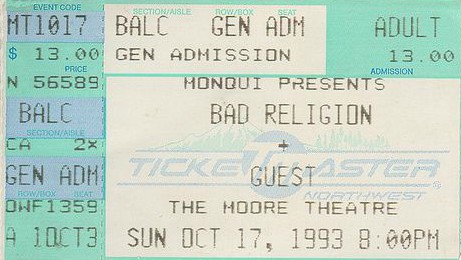 EVENT CODE SECTION/AISLE ROW/BOX SEAT
MT1017 BALC GEN ADM ADULT
$ 13.00 GEN ADMISSION 13.00
PRICE ADMISSION
N 56589 MONQUI PRESENTS
BALC BAD RELIGION
SECTION/AISLE
CA 2X +
TICKETMASTER
GEN ADM GUEST
ROW/BOX SEAT NORTHWEST
OWF1359 THE MOORE THEATRE
A 1OCT3 SUN OCT 17, 1993 8:00PM